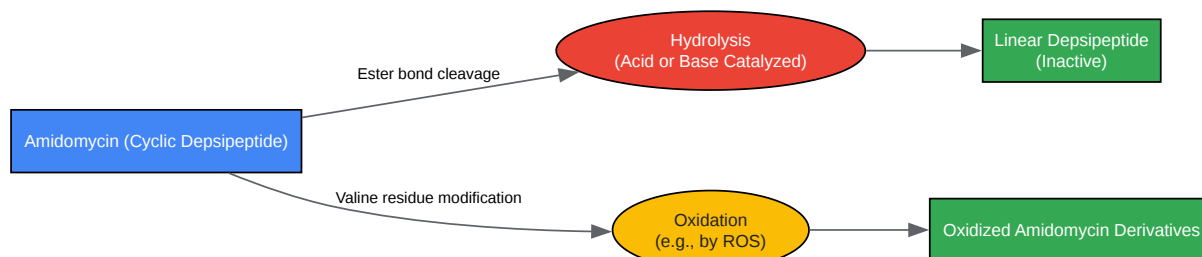 Amidomycin (Cyclic Depsipeptide)
Ester bond cleavage
Hydrolysis
(Acid or Base Catalyzed)
Linear Depsipeptide
(Inactive)
Valine residue modification
Oxidation
(e.g., by ROS)
Oxidized Amidomycin Derivatives